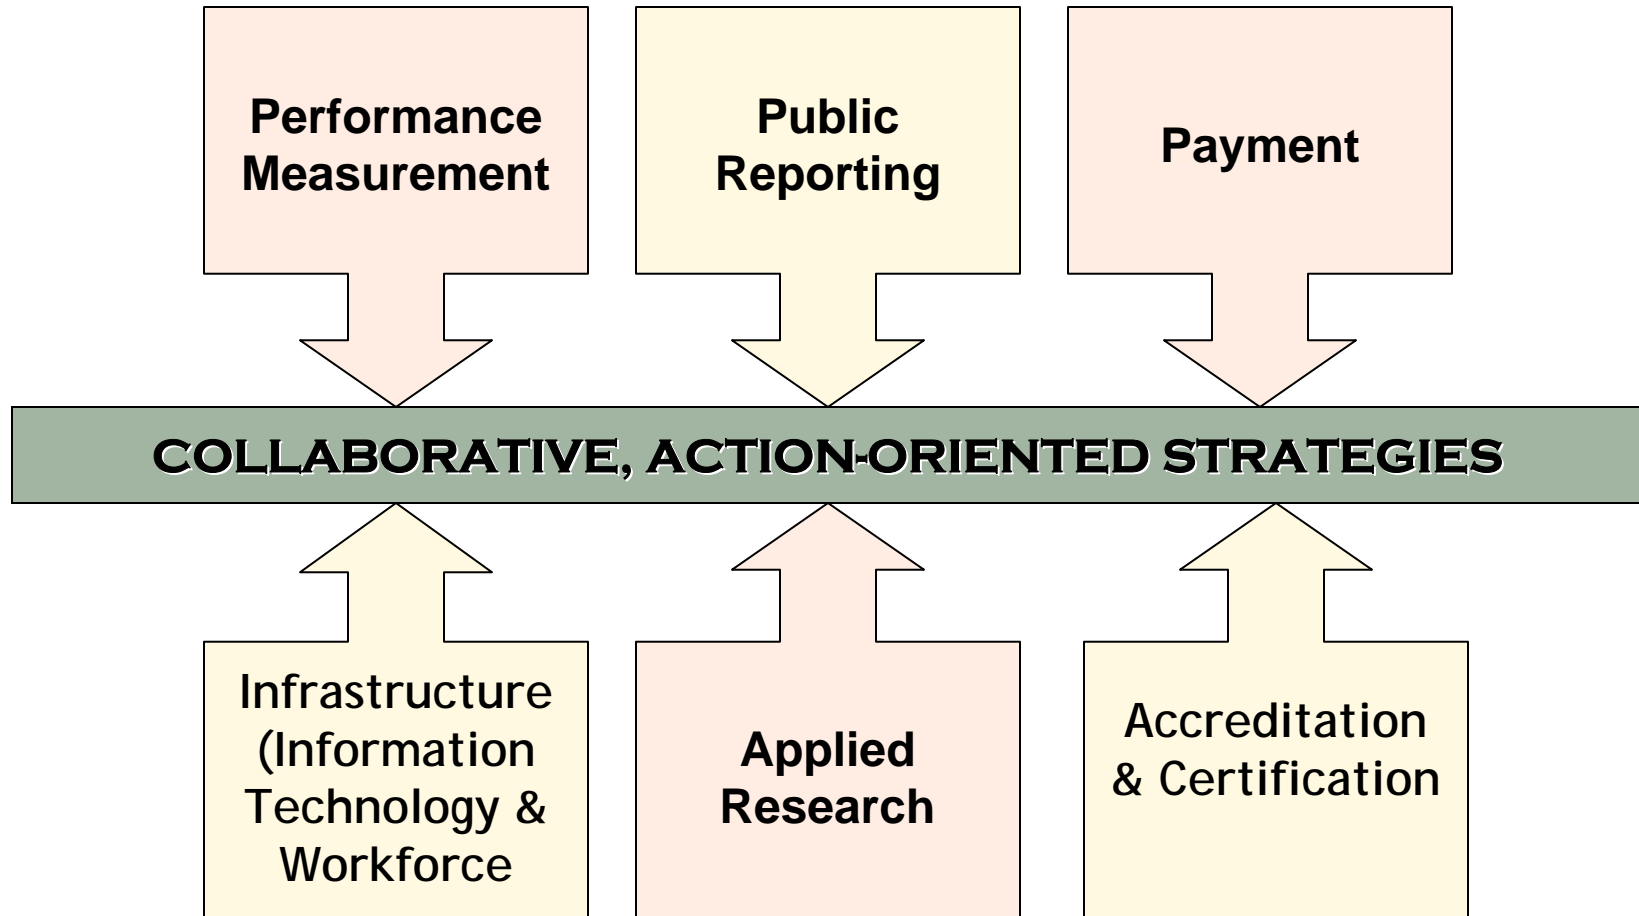 Performance
Measurement
Public
Reporting
Payment
COLLABORATIVE, ACTION-ORIENTED STRATEGIES
Infrastructure
(Information
Technology &
Workforce
Applied
Research
Accreditation
& Certification